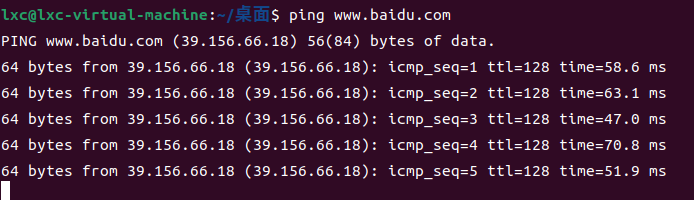 lxc@lxc-virtual-machine:~/桌面$ ping www.baidu.com
PING www.baidu.com (39.156.66.18) 56(84) bytes of data.
64 bytes from 39.156.66.18 (39.156.66.18): icmp_seq=1 ttl=128 time=58.6 ms
64 bytes from 39.156.66.18 (39.156.66.18): icmp_seq=2 ttl=128 time=63.1 ms
64 bytes from 39.156.66.18 (39.156.66.18): icmp_seq=3 ttl=128 time=47.0 ms
64 bytes from 39.156.66.18 (39.156.66.18): icmp_seq=4 ttl=128 time=70.8 ms
64 bytes from 39.156.66.18 (39.156.66.18): icmp_seq=5 ttl=128 time=51.9 ms